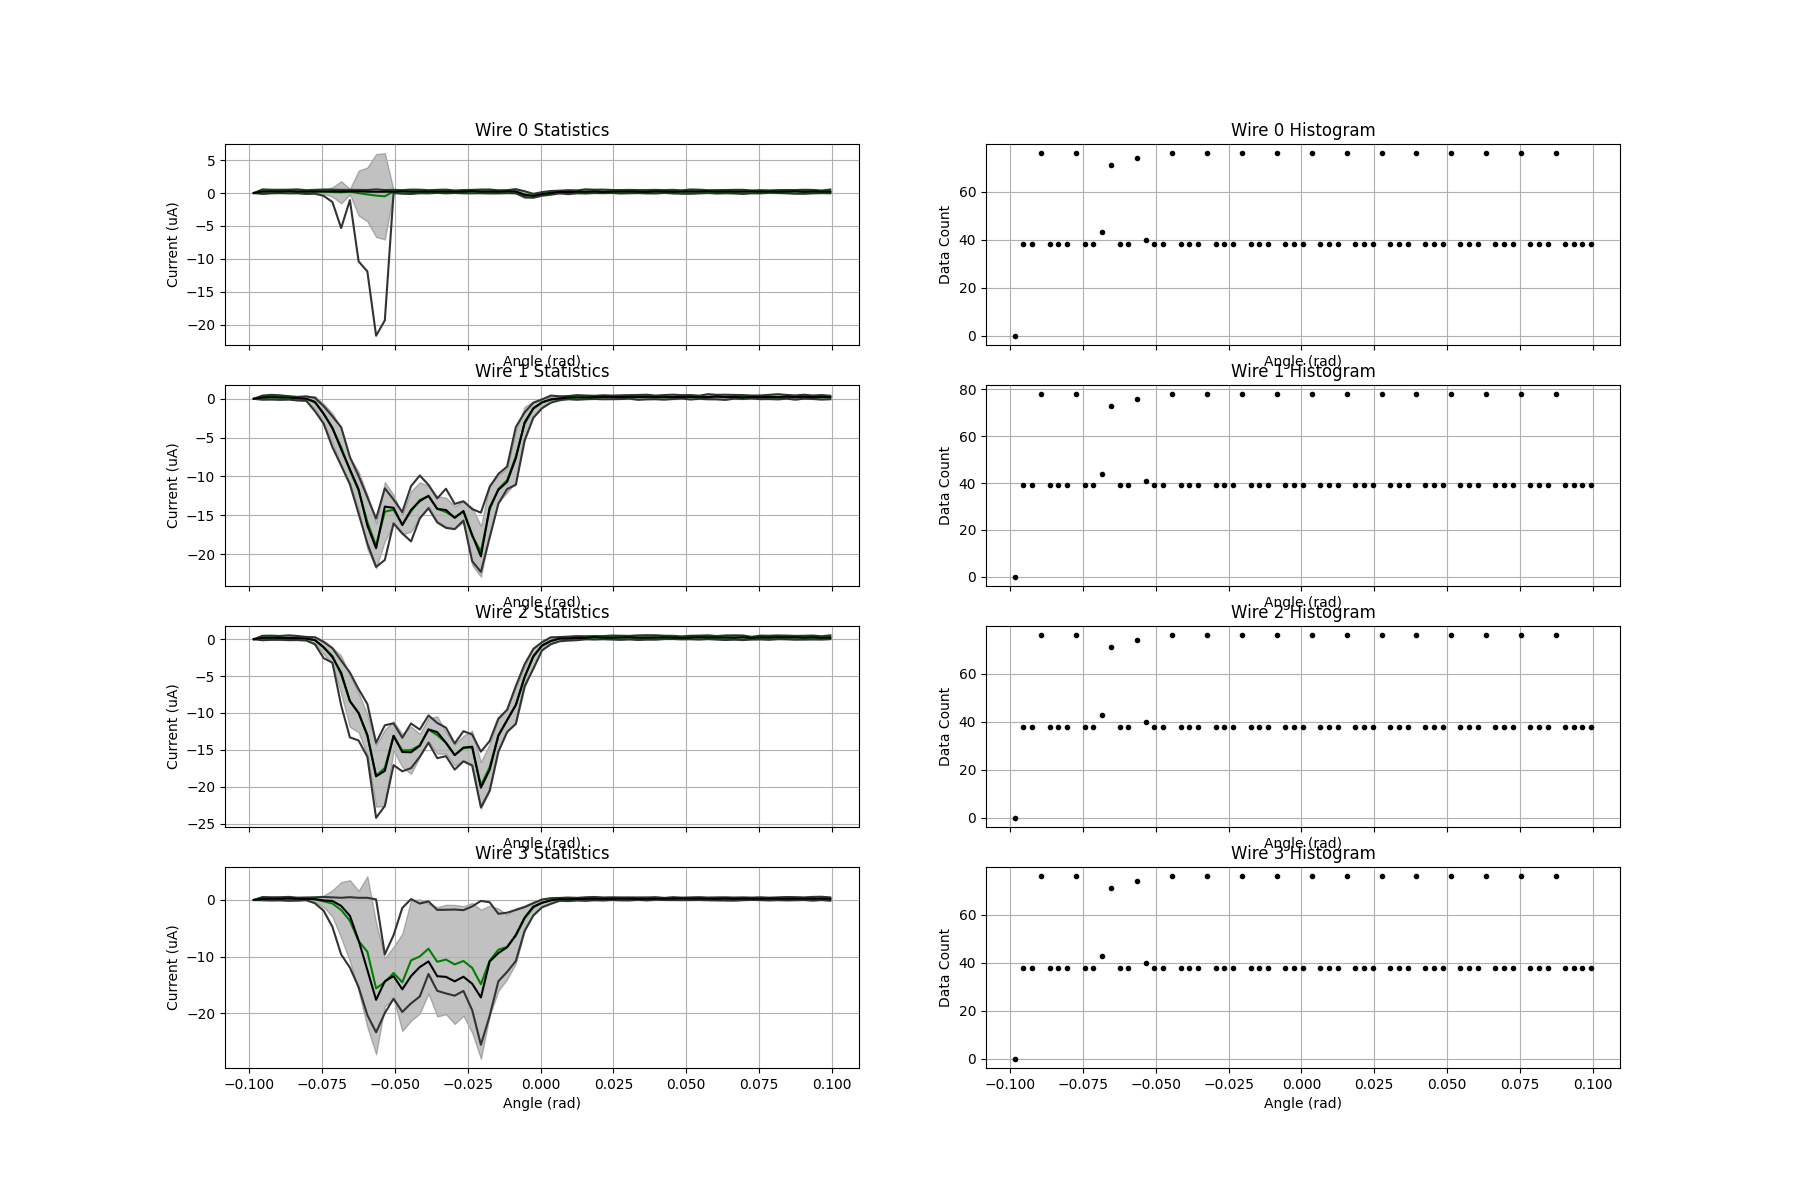 Wire 0 Statistics
Current (uA)
5
0
−5
−10
−15
−20
Angle (rad)
Wire 0 Histogram
Data Count
60
40
20
0
Angle (rad)
Wire 1 Statistics
Current (uA)
0
−5
−10
−15
−20
Angle (rad)
Wire 1 Histogram
Data Count
80
60
40
20
0
Angle (rad)
Wire 2 Statistics
Current (uA)
0
−5
−10
−15
−20
−25
Angle (rad)
Wire 2 Histogram
Data Count
60
40
20
0
Angle (rad)
Wire 3 Statistics
Current (uA)
0
−10
−20
−0.100 −0.075 −0.050 −0.025 0.000 0.025 0.050 0.075 0.100
Angle (rad)
Wire 3 Histogram
Data Count
60
40
20
0
−0.100 −0.075 −0.050 −0.025 0.000 0.025 0.050 0.075 0.100
Angle (rad)